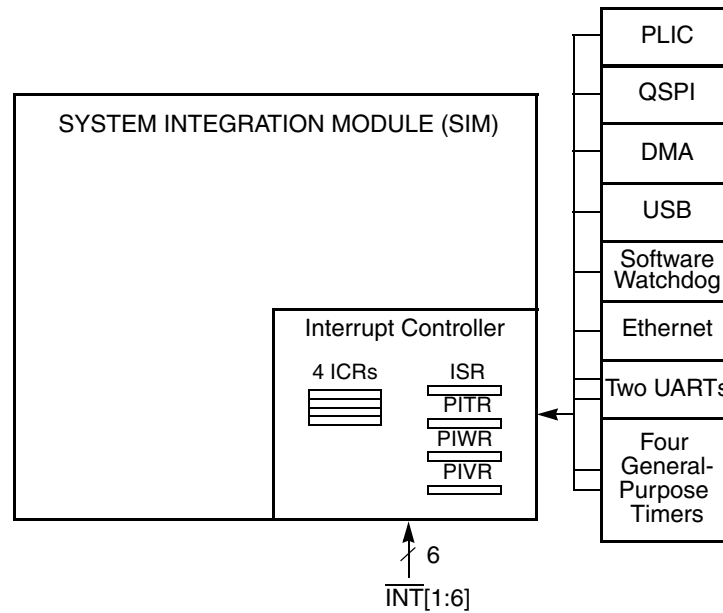 SYSTEM INTEGRATION MODULE (SIM)
Interrupt Controller
4 ICRs
ISR
PITR
PIWR
PIVR
6
INT[1:6]
PLIC
QSPI
DMA
USB
Software
Watchdog
Ethernet
Two UARTs
Four
General-
Purpose
Timers